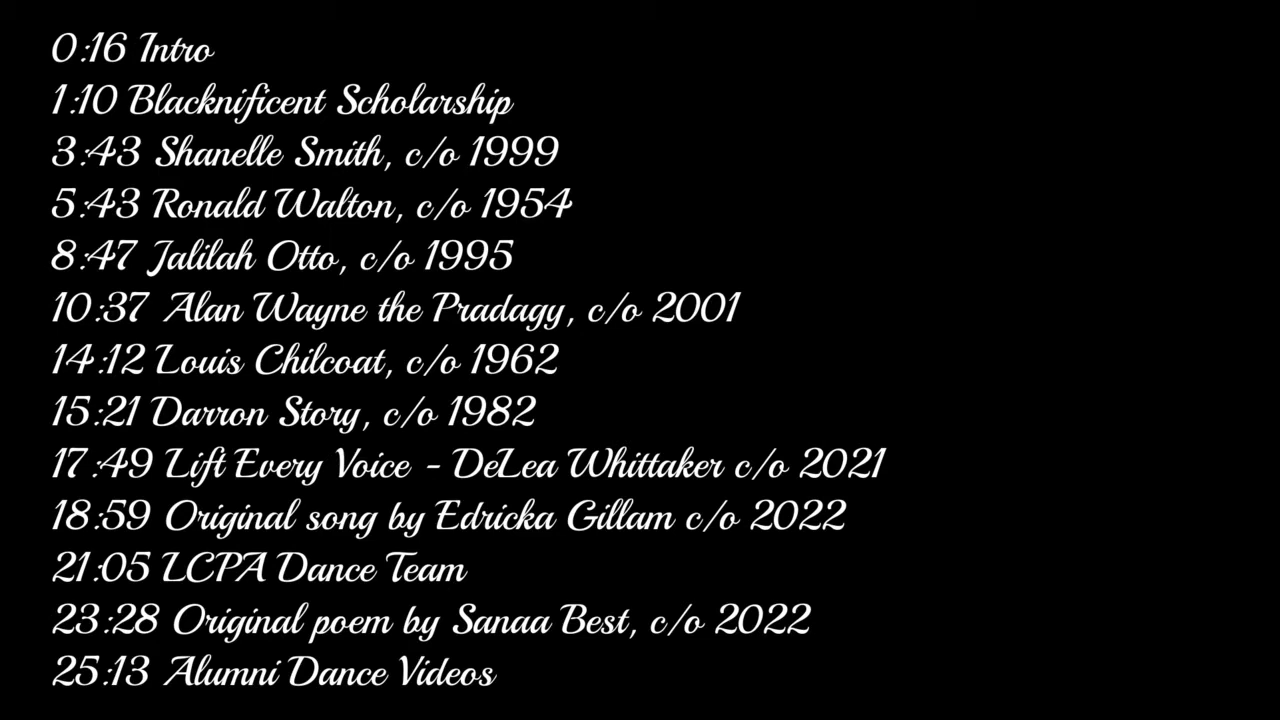 0:16 Intro
1:10 Blacknificent Scholarship
3:43 Shanelle Smith, c/o 1999
5:43 Ronald Walton, c/o 1954
8:47 Jalilah Otto, c/o 1995
10:37 Alan Wayne the Pradagy, c/o 2001
14:12 Louis Chilcoat, c/o 1962
15:21 Darron Story, c/o 1982
17:49 Lift Every Voice - DeLea Whittaker c/o 2021
18:59 Original song by Edricka Gillam c/o 2022
21:05 LCPA Dance Team
23:28 Original poem by Sanaa Best, c/o 2022
25:13 Alumni Dance Videos